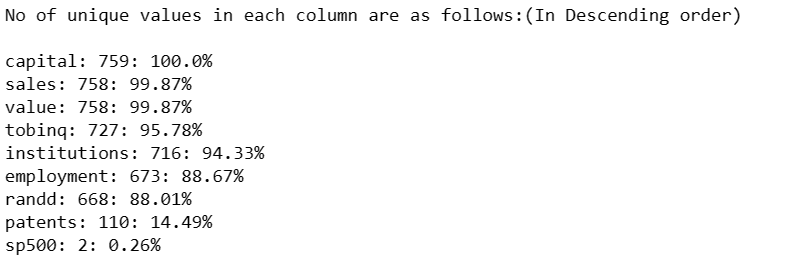 No of unique values in each column are as follows:(In Descending order)
capital: 759: 100.0%
sales: 758: 99.87%
value: 758: 99.87%
tobinq: 727: 95.78%
institutions: 716: 94.33%
employment: 673: 88.67%
randd: 668: 88.01%
patents: 110: 14.49%
sp500: 2: 0.26%